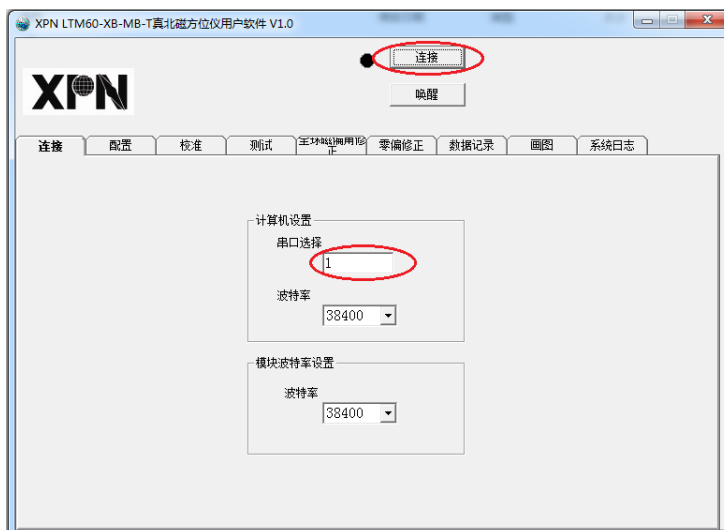 XPN LTM60-XB-MB-T真北磁方位仪用户软件 V1.0
连接
XPN
唤醒
连接
配置
校准
测试
零偏修正
数据记录
画图
系统日志
计算机设置
串口选择
1
波特率
38400
模块波特率设置
波特率
38400